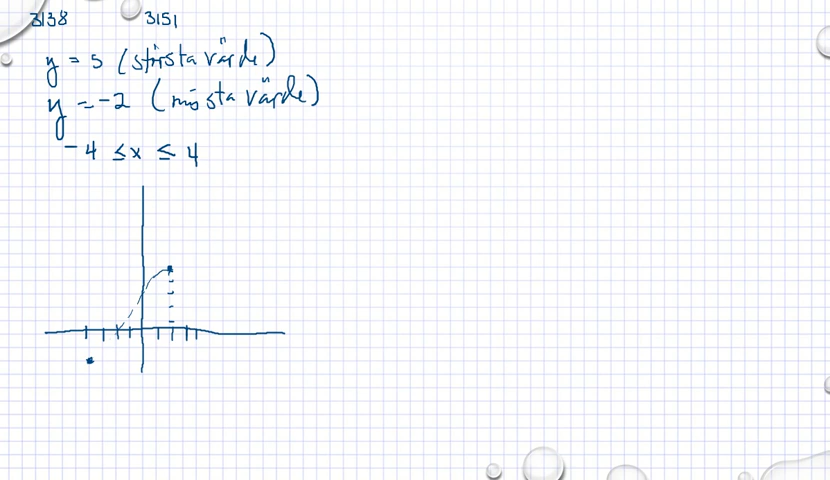 3138 3151
y = 5 (största värde)
y = -2 (minsta värde)
-4 ≤ x ≤ 4